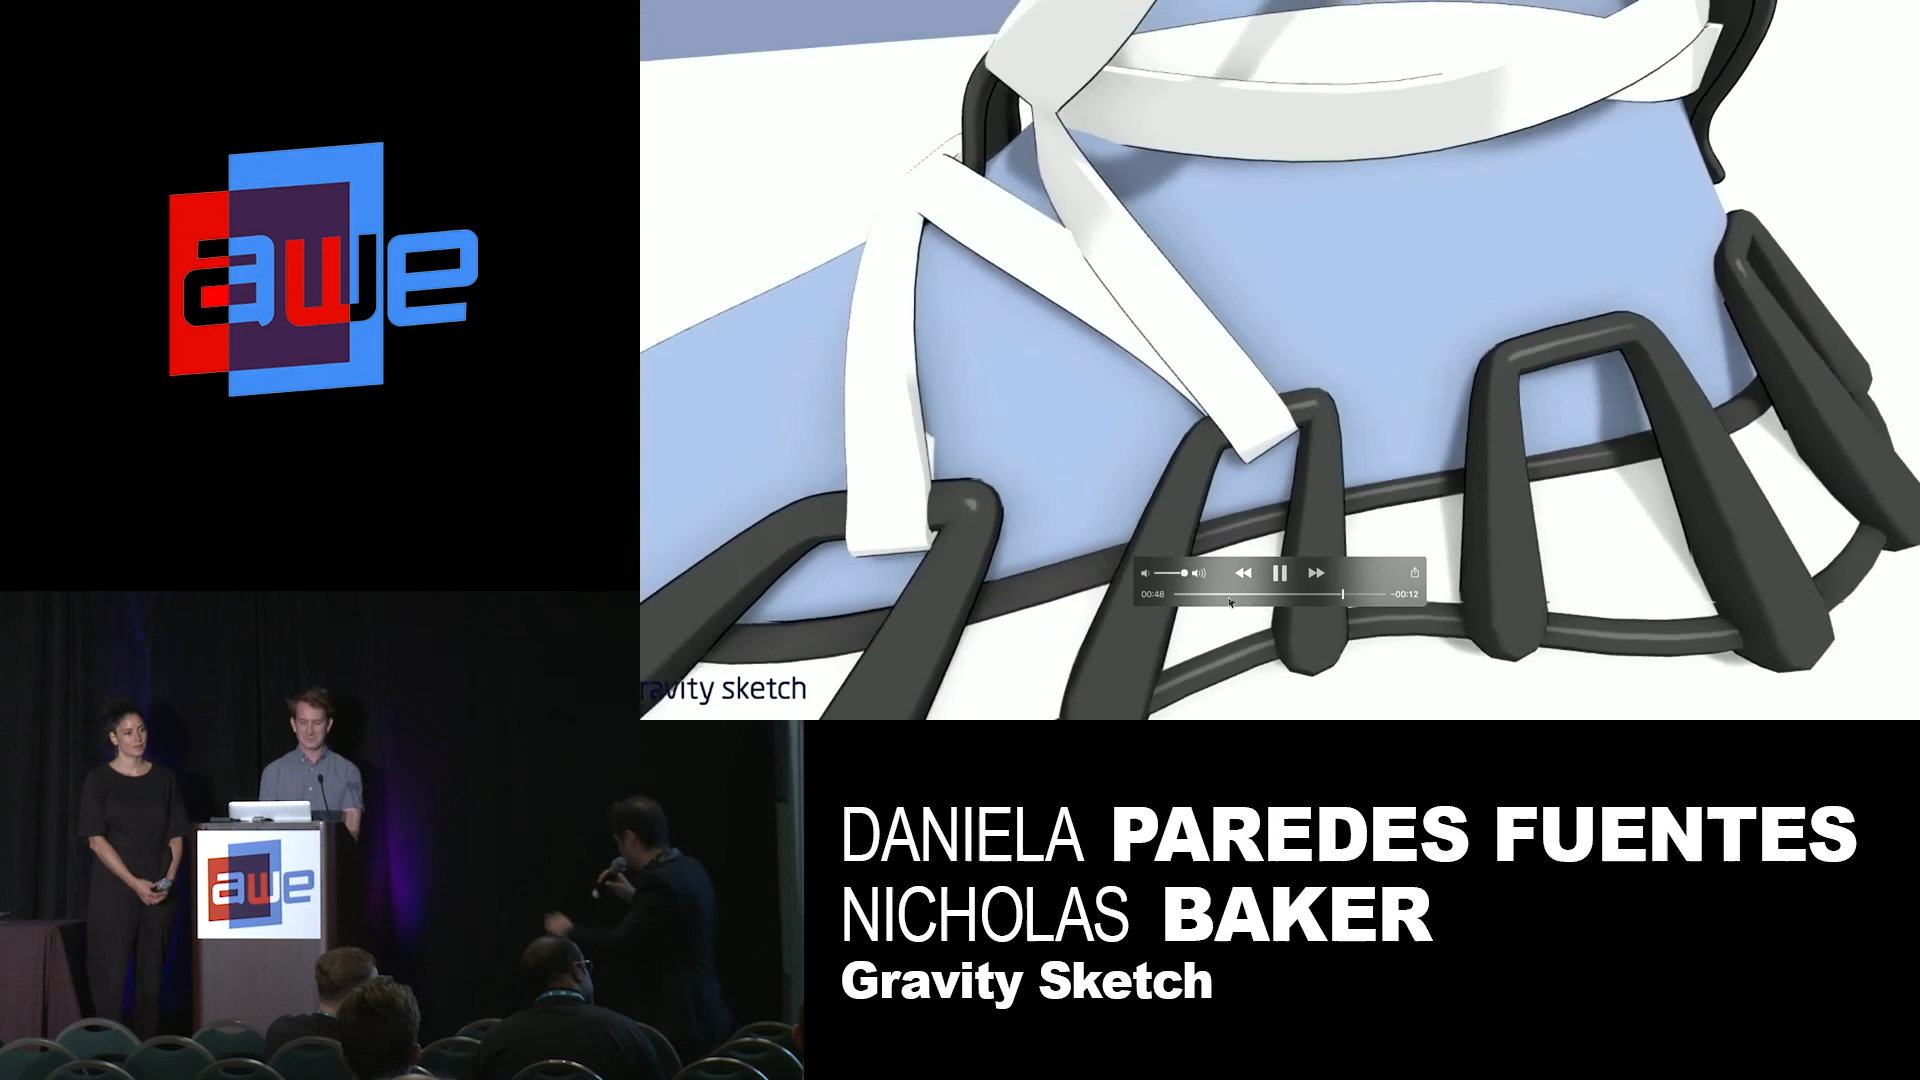 awe
00:48
-00:12
ravity sketch
awe
DANIELA PAREDES FUENTES
NICHOLAS BAKER
Gravity Sketch